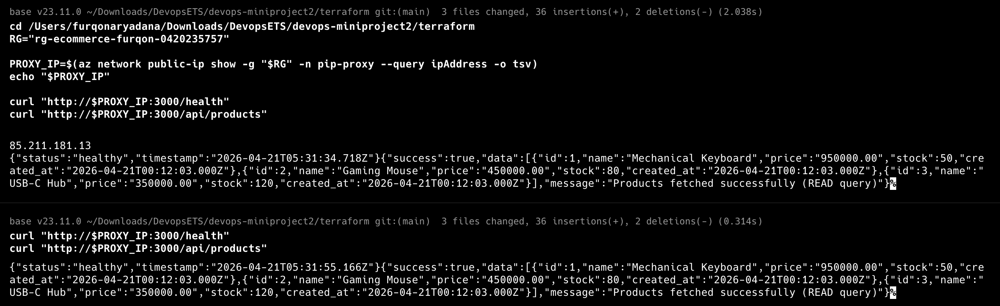 base v23.11.0 ~/Downloads/DevopsETS/devops-miniproject2/terraform git:(main)  3 files changed, 36 insertions(+), 2 deletions(-) (2.038s)
cd /Users/furqonaryadana/Downloads/DevopsETS/devops-miniproject2/terraform
RG="rg-ecommerce-furqon-0420235757"
PROXY_IP=$(az network public-ip show -g "$RG" -n pip-proxy --query ipAddress -o tsv)
echo "$PROXY_IP"
curl "http://$PROXY_IP:3000/health"
curl "http://$PROXY_IP:3000/api/products"
85.211.181.13
{"status":"healthy","timestamp":"2026-04-21T05:31:34.718Z"}{"success":true,"data":[{"id":1,"name":"Mechanical Keyboard","price":"950000.00","stock":50,"cre
ated_at":"2026-04-21T00:12:03.000Z"},{"id":2,"name":"Gaming Mouse","price":"450000.00","stock":80,"created_at":"2026-04-21T00:12:03.000Z"},{"id":3,"name":"
USB-C Hub","price":"350000.00","stock":120,"created_at":"2026-04-21T00:12:03.000Z"}],"message":"Products fetched successfully (READ query)"}%
base v23.11.0 ~/Downloads/DevopsETS/devops-miniproject2/terraform git:(main)  3 files changed, 36 insertions(+), 2 deletions(-) (0.314s)
curl "http://$PROXY_IP:3000/health"
curl "http://$PROXY_IP:3000/api/products"
{"status":"healthy","timestamp":"2026-04-21T05:31:55.166Z"}{"success":true,"data":[{"id":1,"name":"Mechanical Keyboard","price":"950000.00","stock":50,"cre
ated_at":"2026-04-21T00:12:03.000Z"},{"id":2,"name":"Gaming Mouse","price":"450000.00","stock":80,"created_at":"2026-04-21T00:12:03.000Z"},{"id":3,"name":"
USB-C Hub","price":"350000.00","stock":120,"created_at":"2026-04-21T00:12:03.000Z"}],"message":"Products fetched successfully (READ query)"}%